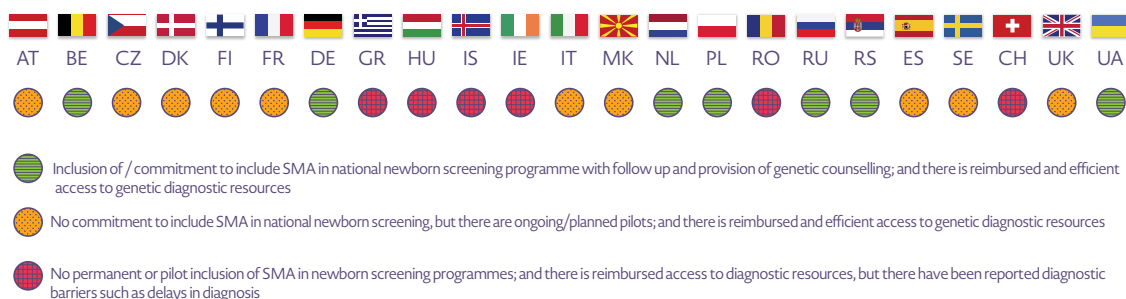 AT BE CZ DK FI FR DE GR HU IS IE IT MK NL PL RO RU RS ES SE CH UK UA
Inclusion of / commitment to include SMA in national newborn screening programme with follow up and provision of genetic counselling; and there is reimbursed and efficient
access to genetic diagnostic resources
No commitment to include SMA in national newborn screening, but there are ongoing/planned pilots; and there is reimbursed and efficient access to genetic diagnostic resources
No permanent or pilot inclusion of SMA in newborn screening programmes; and there is reimbursed access to diagnostic resources, but there have been reported diagnostic
barriers such as delays in diagnosis